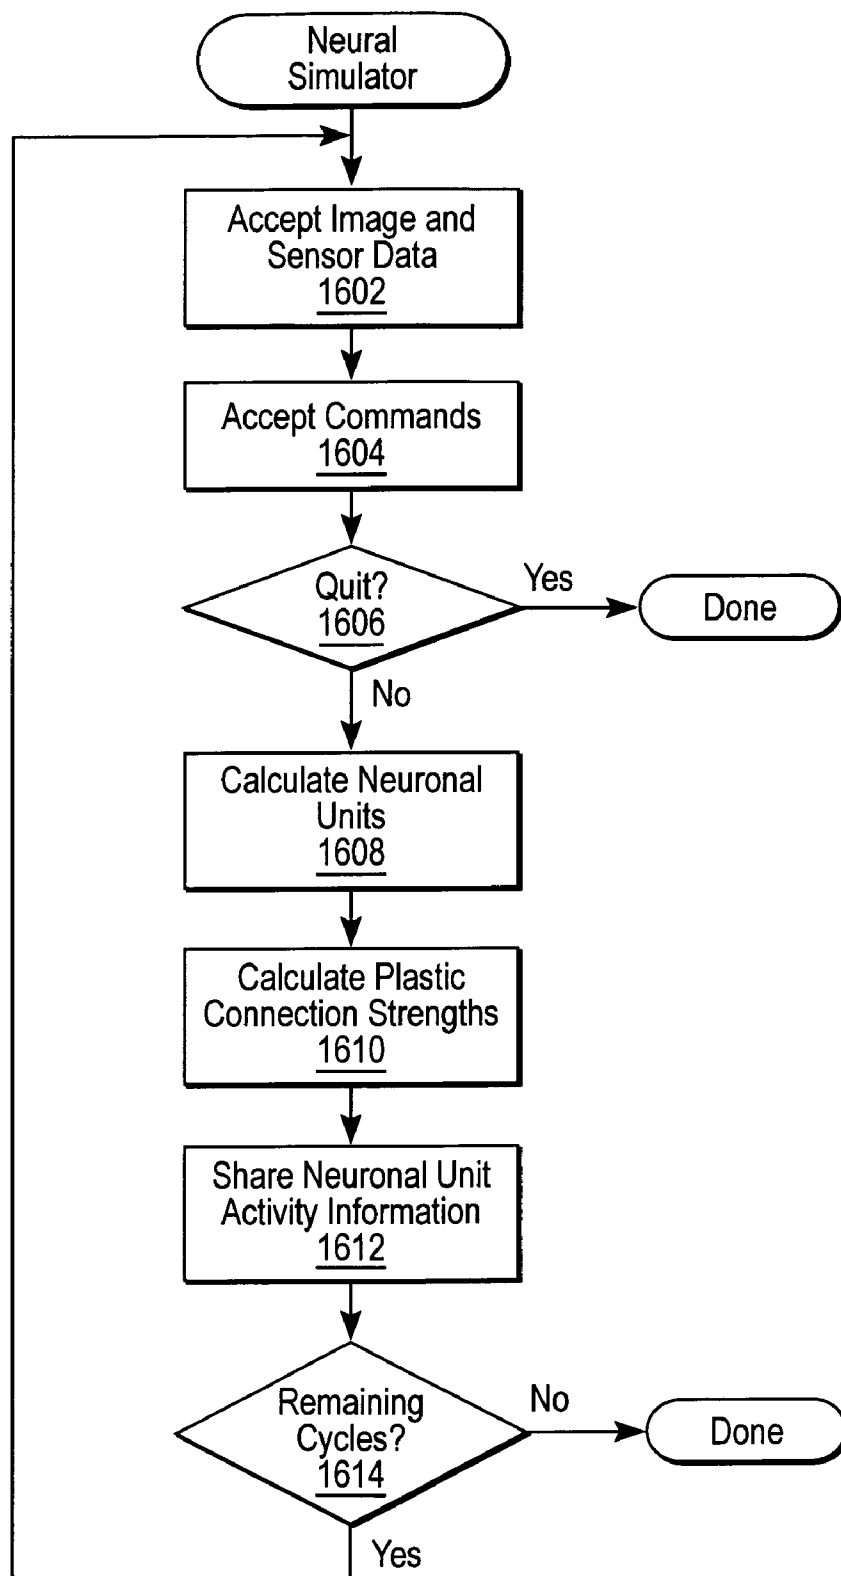 Neural
Simulator
Accept Image and
Sensor Data
1602
Accept Commands
1604
Quit?
1606
Yes
Done
No
Calculate Neuronal
Units
1608
Calculate Plastic
Connection Strengths
1610
Share Neuronal Unit
Activity Information
1612
Remaining
Cycles?
1614
No
Done
Yes